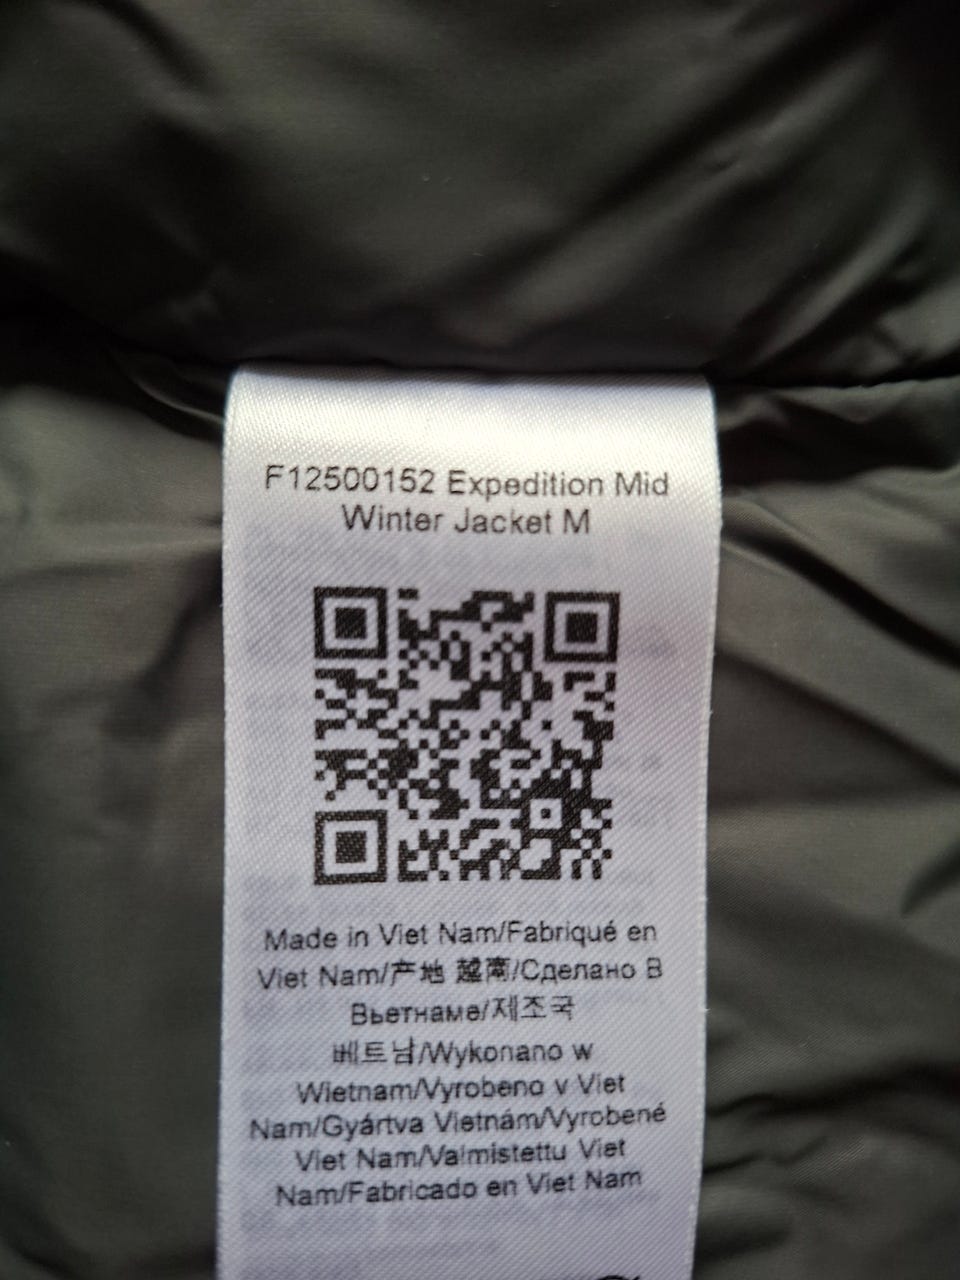 F12500152 Expedition Mid
Winter Jacket M
Made in Viet Nam/Fabriqué en
Viet Nam/产地 越南/Сделано В
Вьетнаме/제조국
베트남/Wykonano w
Wietnam/Vyrobeno v Viet
Nam/Gyártva Vietnám/Vyrobené
Viet Nam/Valmistettu Viet
Nam/Fabricado en Viet Nam